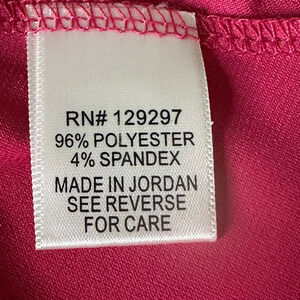 RN# 129297
96% POLYESTER
4% SPANDEX
MADE IN JORDAN
SEE REVERSE
FOR CARE